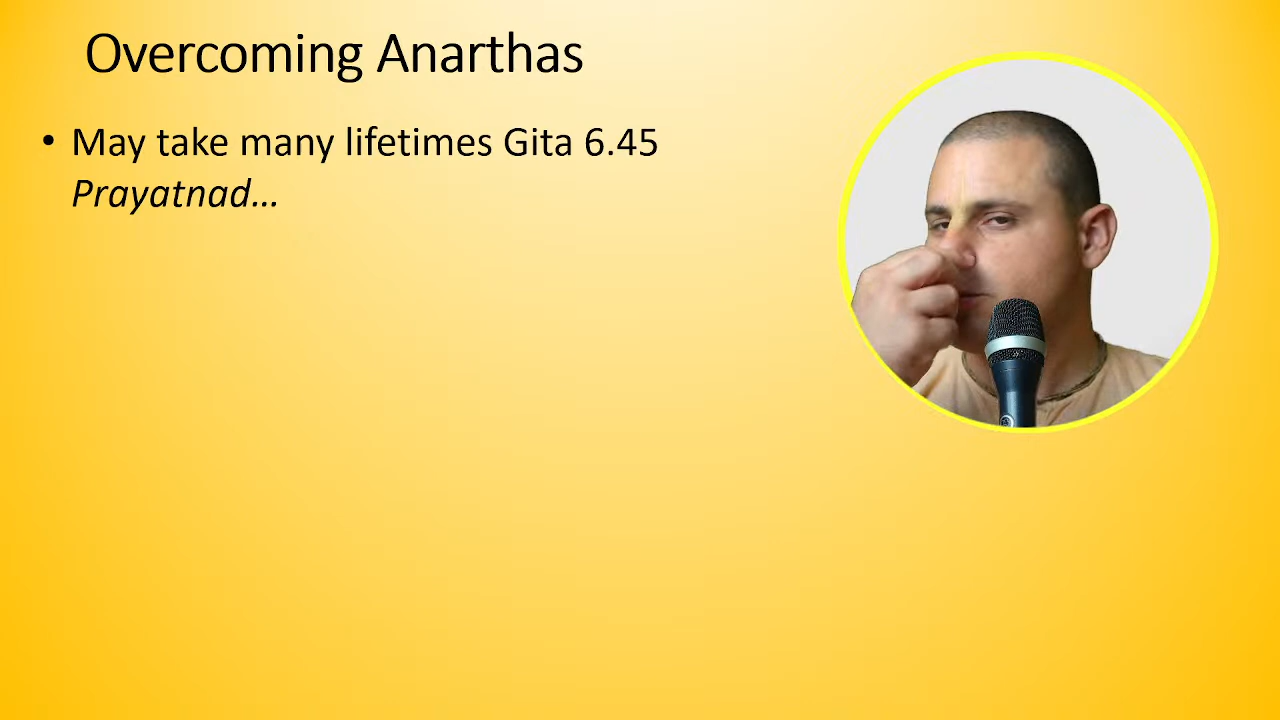 Overcoming Anarthas
• May take many lifetimes Gita 6.45
Prayatnad...